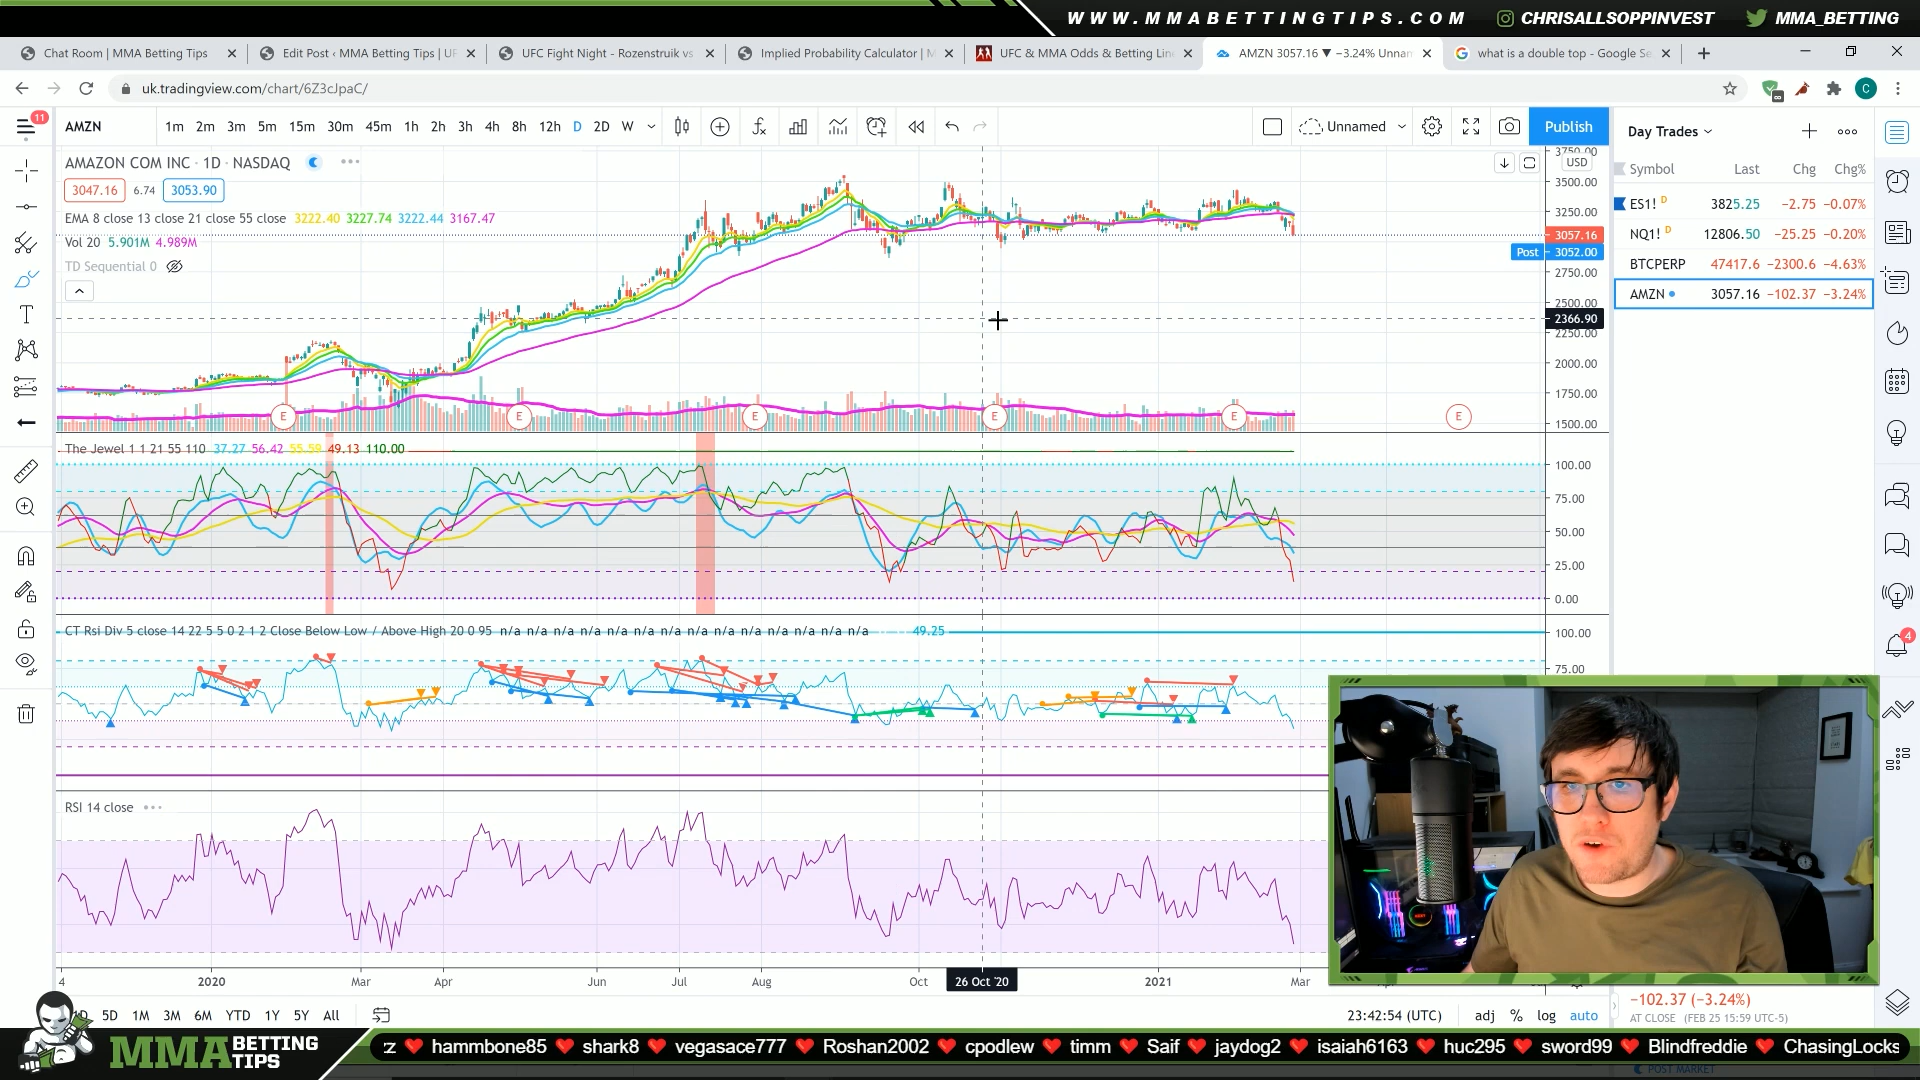 WWW.MMABETTINGTIPS.COM CHRISALLSOPPINVEST MMA_BETTING
Chat Room | MMA Betting Tips
Edit Post ‹ MMA Betting Tips | UF
UFC Fight Night - Rozenstruik vs
Implied Probability Calculator | M
UFC & MMA Odds & Betting Line
AMZN 3057.16 ▼ −3.24% Unnam
what is a double top - Google Se
uk.tradingview.com/chart/6Z3cJpaC/
C
11
AMZN 1m 2m 3m 5m 15m 30m 45m 1h 2h 3h 4h 8h 12h D 2D W Unnamed Publish
AMAZON COM INC · 1D · NASDAQ
3047.16 6.74 3053.90
EMA 8 close 13 close 21 close 55 close 3222.40 3227.74 3222.44 3167.47
Vol 20 5.901M 4.989M
TD Sequential 0
3750.00
USD
3500.00
3250.00
3057.16
Post 3052.00
2750.00
2500.00
2366.90
2250.00
2000.00
1750.00
1500.00
E E E E E E
The Jewel 1 1 21 55 110 37.27 56.42 55.59 49.13 110.00
100.00
75.00
50.00
25.00
0.00
CT Rsi Div 5 close 14 22 5 5 0 2 1 2 Close Below Low / Above High 20 0 95 n/a n/a n/a n/a n/a n/a n/a n/a n/a n/a n/a n/a n/a n/a 49.25
100.00
75.00
RSI 14 close
4 2020 Mar Apr Jun Jul Aug Oct 26 Oct '20 2021 Mar
5D 1M 3M 6M YTD 1Y 5Y All
23:42:54 (UTC) adj % log auto
Day Trades
Symbol Last Chg Chg%
ES1! D 3825.25 −2.75 −0.07%
NQ1! D 12806.50 −25.25 −0.20%
BTCPERP 47417.6 −2300.6 −4.63%
AMZN 3057.16 −102.37 −3.24%
4
−102.37 (−3.24%)
AT CLOSE (FEB 25 15:59 UTC-5)
POST MARKET
MMA BETTING TIPS
z hammbone85 shark8 vegasace777 Roshan2002 cpodlew timm Saif jaydog2 isaiah6163 huc295 sword99 Blindfreddie ChasingLocks